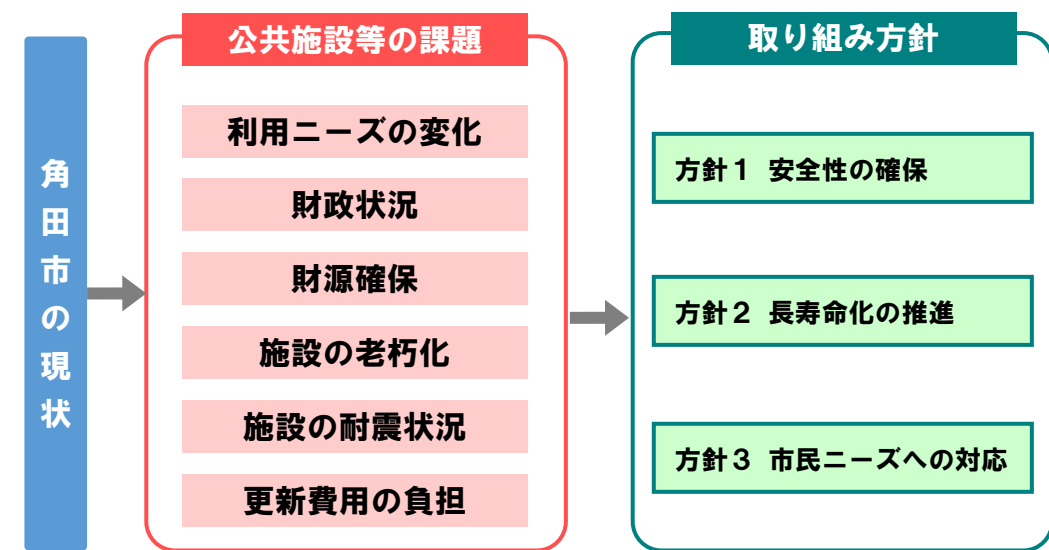 角田市の現状
公共施設等の課題
利用ニーズの変化
財政状況
財源確保
施設の老朽化
施設の耐震状況
更新費用の負担
取り組み方針
方針１ 安全性の確保
方針２ 長寿命化の推進
方針３ 市民ニーズへの対応